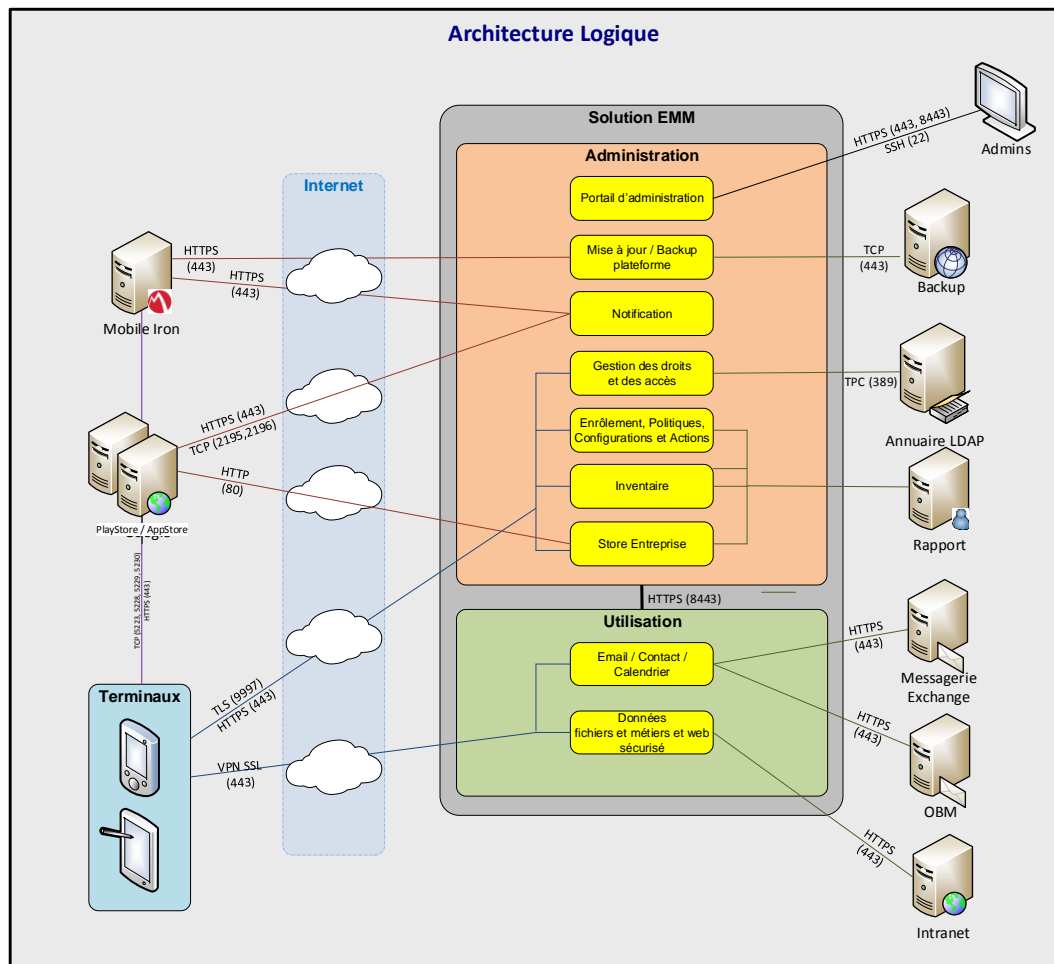 Architecture Logique
Solution EMM
Administration
Portail d'administration
Mise à jour / Backup
plateforme
Notification
Gestion des droits
et des accès
Enrôlement, Politiques,
Configurations et Actions
Inventaire
Store Entreprise
HTTPS (8443)
Utilisation
Email / Contact /
Calendrier
Données
fichiers et métiers et web
sécurisé
Internet
HTTPS
(443)
HTTPS
(443)
Mobile Iron
HTTPS (443)
TCP (2195,2196)
HTTP
(80)
PlayStore / AppStore
TCP (5223, 5228, 5229, 5230)
HTTPS (443)
Terminaux
TLS (9997)
HTTPS (443)
VPN SSL
(443)
HTTPS (443, 8443)
SSH (22)
Admins
TCP
(443)
Backup
TPC (389)
Annuaire LDAP
Rapport
HTTPS
(443)
Messagerie
Exchange
HTTPS
(443)
OBM
HTTPS
(443)
Intranet